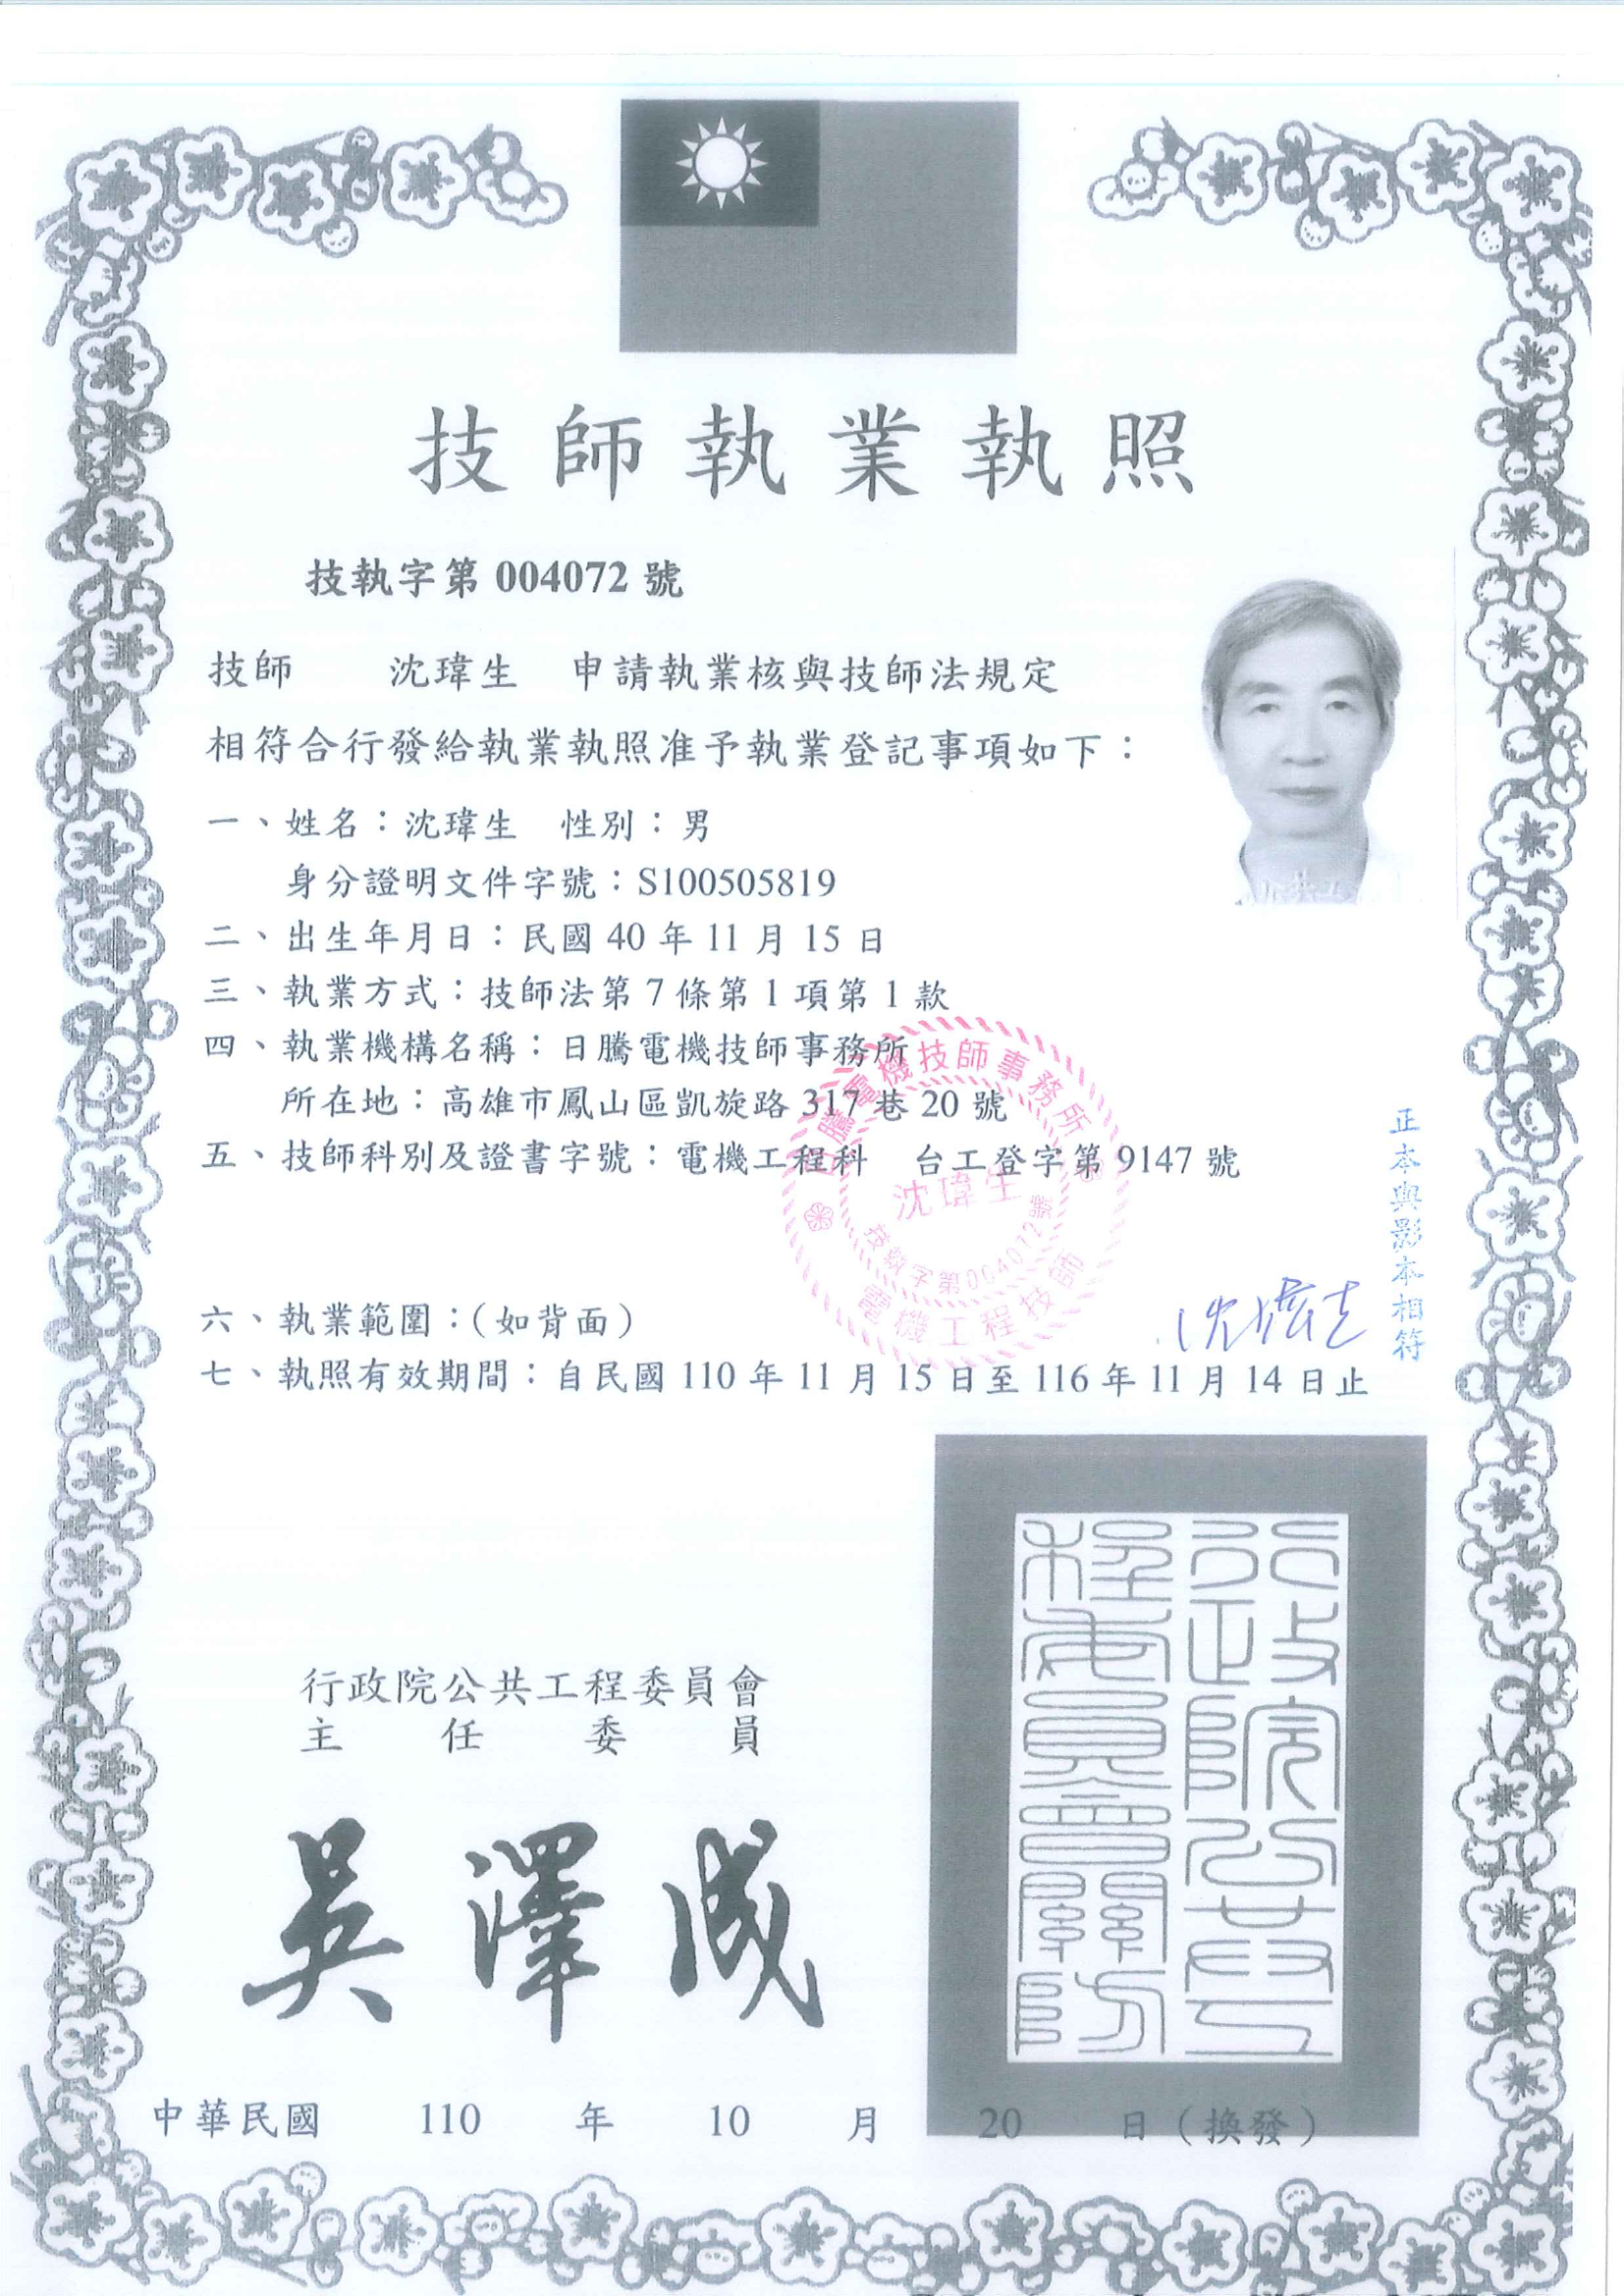 技師執業執照
技執字第 004072 號
技師 沈瑋生 申請執業核與技師法規定
相符合行發給執業執照准予執業登記事項如下：
一、姓名：沈瑋生 性別：男
身分證明文件字號：S100505819
二、出生年月日：民國 40 年 11 月 15 日
三、執業方式：技師法第 7 條第 1 項第 1 款
四、執業機構名稱：日騰電機技師事務所
所在地：高雄市鳳山區凱旋路 317 巷 20 號
五、技師科別及證書字號：電機工程科 台工登字第 9147 號
日騰電機技師事務所
沈瑋生
技執字第004072號
電機工程技師
正本與影本相符
沈瑋生
六、執業範圍：（如背面）
七、執照有效期間：自民國 110 年 11 月 15 日至 116 年 11 月 14 日止
行政院公共工程委員會
主任委員
吳澤成
行政院公共工程委員會關防
中華民國 110 年 10 月 20 日（換發）